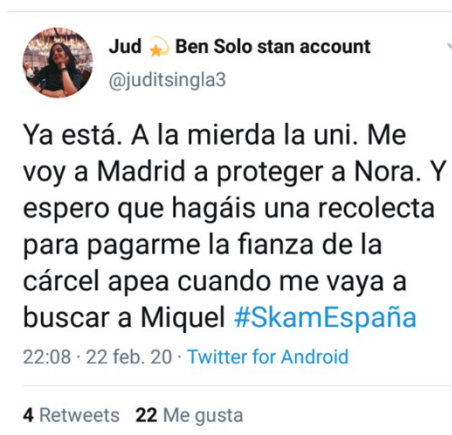 Jud 💫 Ben Solo stan account
@juditsingla3
Ya está. A la mierda la uni. Me
voy a Madrid a proteger a Nora. Y
espero que hagáis una recolecta
para pagarme la fianza de la
cárcel apea cuando me vaya a
buscar a Miquel #SkamEspaña
22:08 · 22 feb. 20 · Twitter for Android
4 Retweets 22 Me gusta